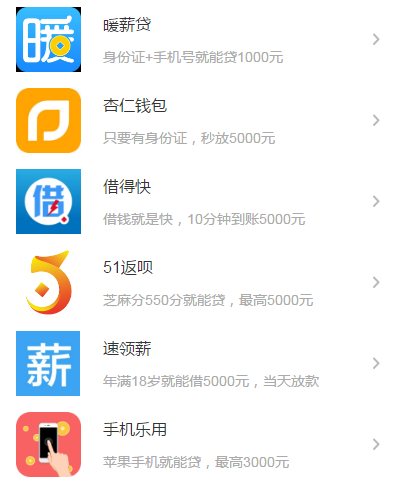 暖
暖薪贷
身份证+手机号就能贷1000元
杏仁钱包
只要有身份证，秒放5000元
借
借得快
借钱就是快，10分钟到账5000元
51返呗
芝麻分550分就能贷，最高5000元
薪
速领薪
年满18岁就能借5000元，当天放款
手机乐用
苹果手机就能贷，最高3000元